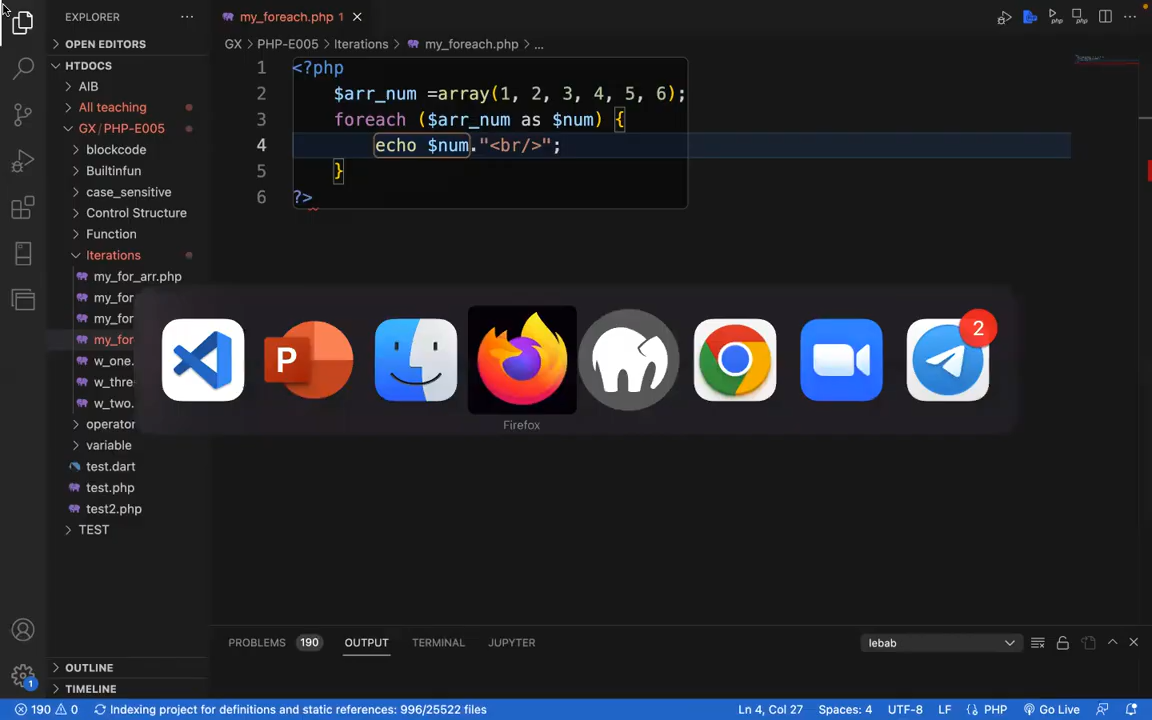 EXPLORER
my_foreach.php 1
OPEN EDITORS
GX > PHP-E005 > Iterations > my_foreach.php > ...
HTDOCS
AIB
All teaching
GX / PHP-E005
blockcode
Builtinfun
case_sensitive
Control Structure
Function
Iterations
my_for_arr.php
my_for
my_for
my_for
w_one.
w_thre
w_two.
operator
variable
test.dart
test.php
test2.php
TEST
1 <?php
2 $arr_num =array(1, 2, 3, 4, 5, 6);
3 foreach ($arr_num as $num) {
4 echo $num."<br/>";
5 }
6 ?>
P
2
Firefox
PROBLEMS 190 OUTPUT TERMINAL JUPYTER
lebab
OUTLINE
TIMELINE
1
190 0 Indexing project for definitions and static references: 996/25522 files
Ln 4, Col 27 Spaces: 4 UTF-8 LF {} PHP Go Live